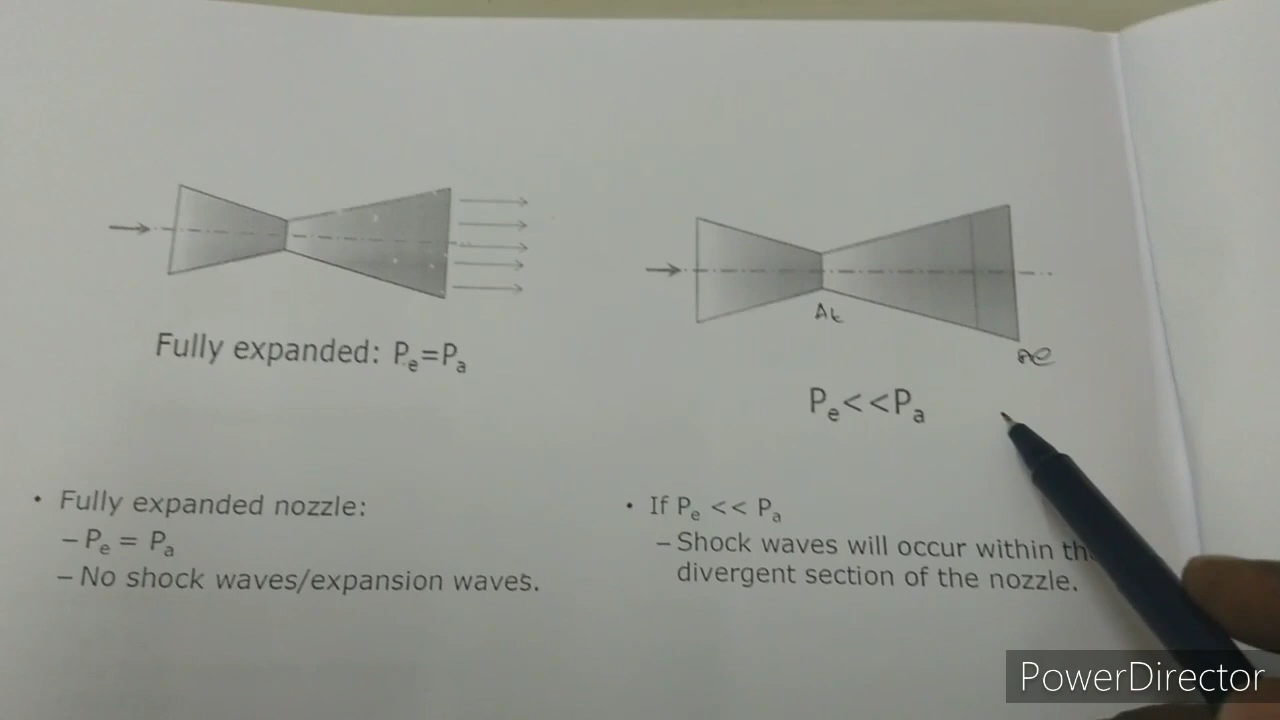 Fully expanded: Pe=Pa
At
Ae
Pe<<Pa
• Fully expanded nozzle:
– Pe = Pa
– No shock waves/expansion waves.
• If Pe << Pa
– Shock waves will occur within
divergent section of the nozzle.
PowerDirector